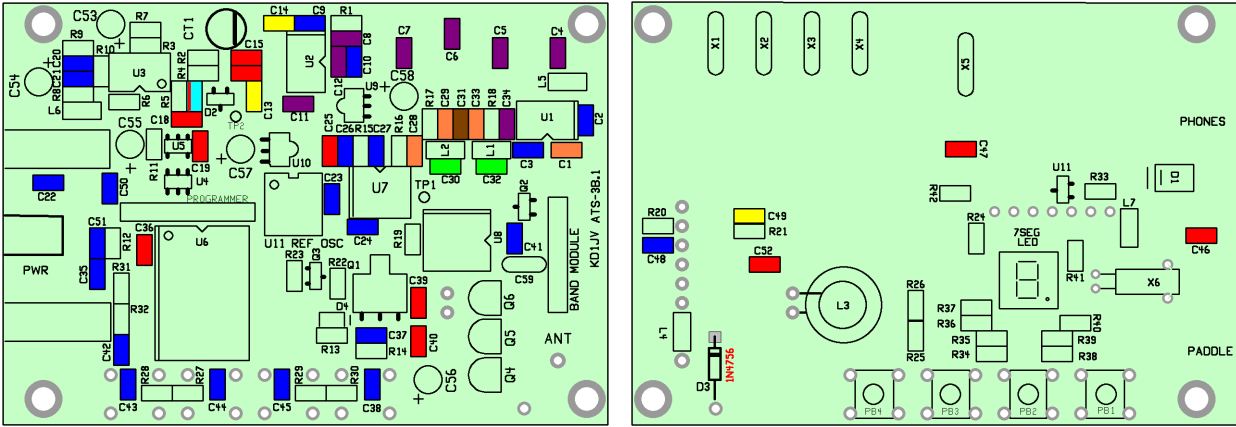 C53
R7
CT1
C14
C9
R1
R9
C20
R10
R3
R2
C15
C8
C7
C6
C5
C4
U2
C10
C12
C54
C21
U3
R4
R8
R6
R5
D2
C13
C11
U9
C58
L5
L6
C18
TP2
R17
C29
C31
C33
R18
C34
U1
C2
C55
R11
U5
C19
C57
U10
C25
C26
R15
C27
R16
C28
L2
L1
C3
C1
U4
C22
C50
PROGRAMMER
C23
U7
TP1
C30
C32
Q2
C51
R12
C36
U6
U11 REF OSC
C24
R19
U8
C41
KD1JV ATS-3B.1
PWR
C35
R31
R23
Q3
R22
Q1
C39
C59
BAND MODULE
R32
D4
Q6
C42
R13
C37
R14
C40
Q5
ANT
C43
R28
R27
C44
C45
R29
R30
C38
C56
Q4
X1
X2
X3
X4
X5
PHONES
C47
U11
R33
D1
R42
R20
C49
R21
R24
7SEG
LED
L7
C46
C48
C52
R41
L3
R26
X6
R37
R36
R40
L4
R35
R39
R25
R34
R38
PADDLE
D3
1N4756
PB4
PB3
PB2
PB1